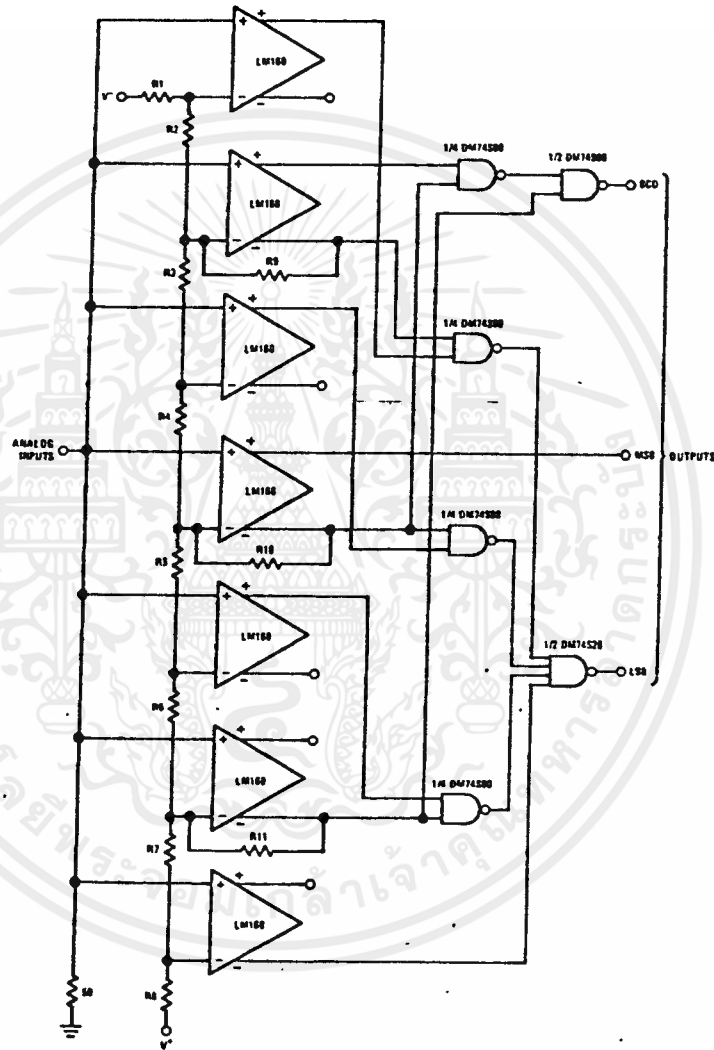 LM160
V-
R1
R2
1/4 DM74S00
1/2 DM74S00
LM160
BCD
R9
R3
1/4 DM74S00
LM160
R4
ANALOG
INPUTS
LM160
MSB
OUTPUTS
1/4 DM74S00
R10
R5
LM160
1/2 DM74S20
LSB
R6
LM160
1/4 DM74S00
R11
R7
LM160
50
R8
V+